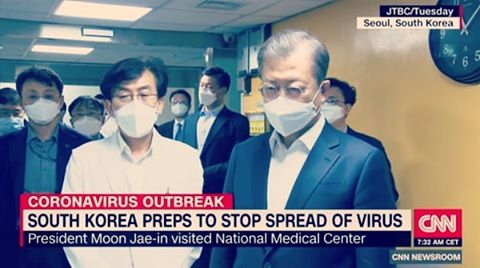 JTBC/Tuesday
Seoul, South Korea
CORONAVIRUS OUTBREAK
SOUTH KOREA PREPS TO STOP SPREAD OF VIRUS
President Moon Jae-in visited National Medical Center
CNN
7:32 AM CET
CNN NEWSROOM